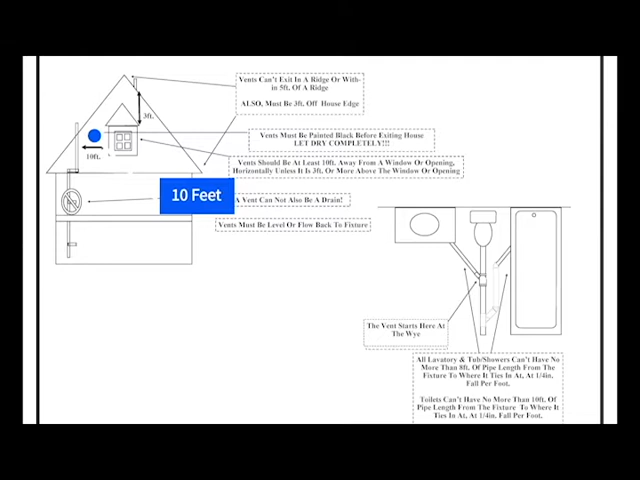 Vents Can't Exit In A Ridge Or With-
in 5ft. Of A Ridge
ALSO, Must Be 3ft. Off House Edge
3ft.
Vents Must Be Painted Black Before Exiting House
LET DRY COMPLETELY!!!
10ft.
Vents Should Be At Least 10ft. Away From A Window Or Opening,
Horizontally Unless It Is 3ft. Or More Above The Window Or Opening
10 Feet
A Vent Can Not Also Be A Drain!
Vents Must Be Level Or Flow Back To Fixture
The Vent Starts Here At
The Wye
All Lavatory & Tub/Showers Can't Have No
More Than 8ft. Of Pipe Length From The
Fixture To Where It Ties In At, At 1/4in.
Fall Per Foot.
Toilets Can't Have No More Than 10ft. Of
Pipe Length From The Fixture To Where It
Ties In At, At 1/4in, Fall Per Foot.